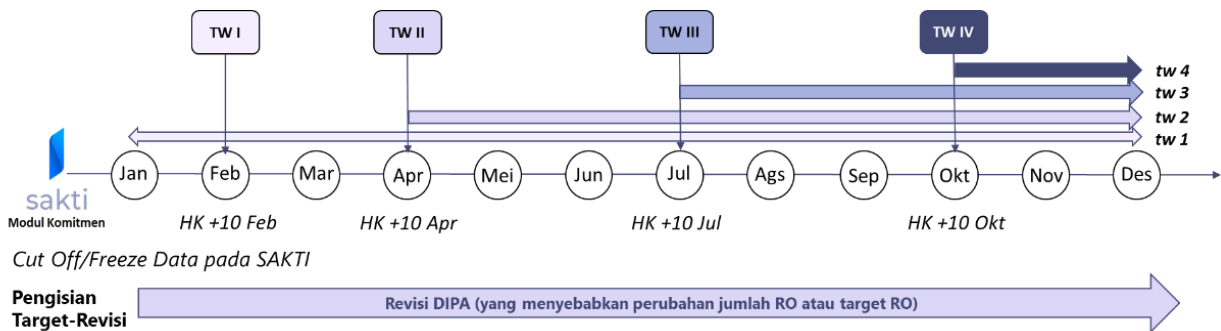 TW I TW II TW III TW IV
tw 4
tw 3
tw 2
tw 1
Jan Feb Mar Apr Mei Jun Jul Ags Sep Okt Nov Des
sakti
Modul Komitmen
HK +10 Feb HK +10 Apr HK +10 Jul HK +10 Okt
Cut Off/Freeze Data pada SAKTI
Pengisian
Target-Revisi
Revisi DIPA (yang menyebabkan perubahan jumlah RO atau target RO)